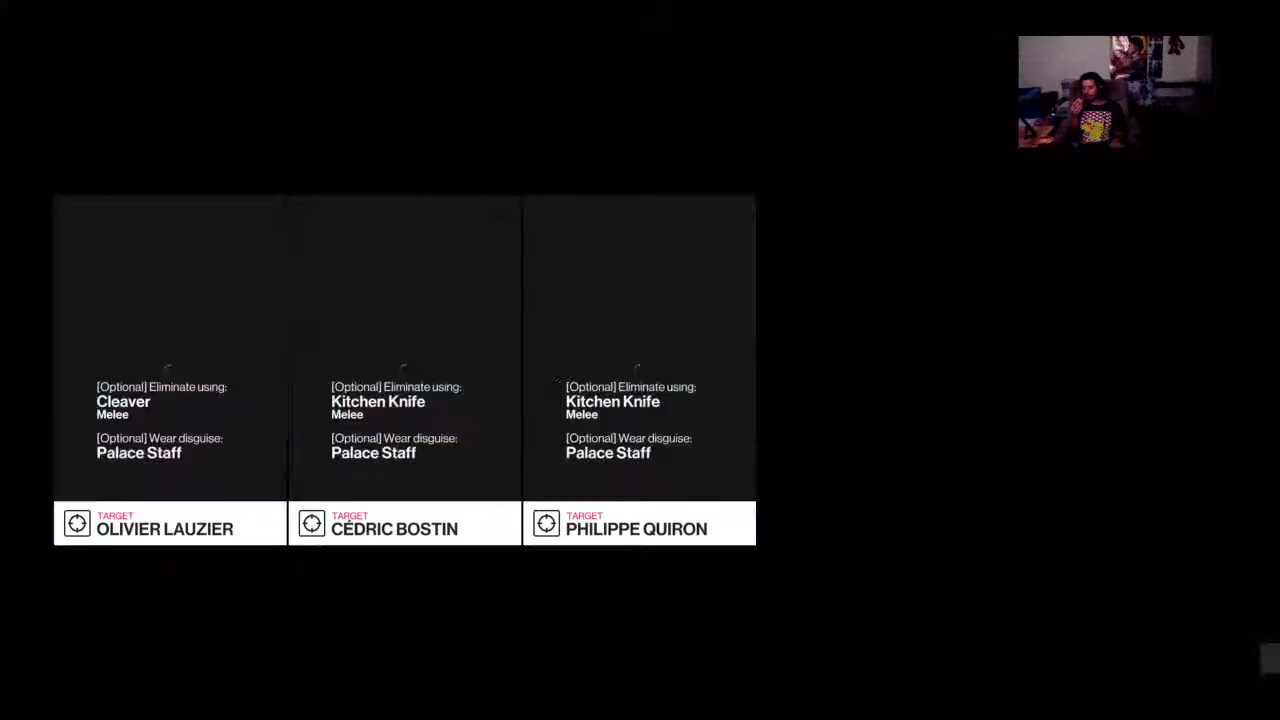 [Optional] Eliminate using:
Cleaver
Melee
[Optional] Wear disguise:
Palace Staff
TARGET
OLIVIER LAUZIER
[Optional] Eliminate using:
Kitchen Knife
Melee
[Optional] Wear disguise:
Palace Staff
TARGET
CÉDRIC BOSTIN
[Optional] Eliminate using:
Kitchen Knife
Melee
[Optional] Wear disguise:
Palace Staff
TARGET
PHILIPPE QUIRON